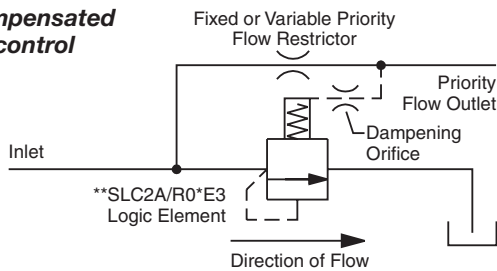 mpensated
control
Fixed or Variable Priority
Flow Restrictor
Priority
Flow Outlet
Dampening
Orifice
Inlet
**SLC2A/R0*E3
Logic Element
Direction of Flow